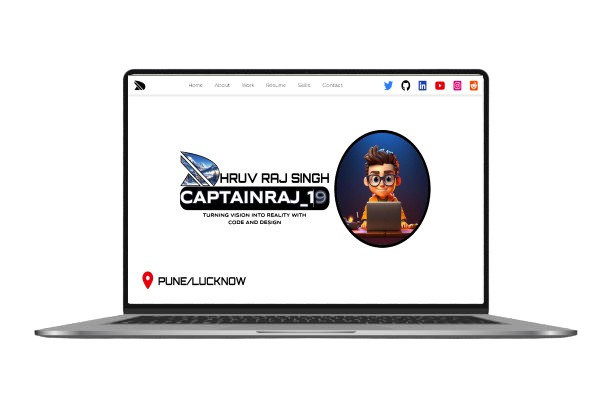 Home About Work Resume Skills Contact
DHRUV RAJ SINGH
CAPTAINRAJ_19
TURNING VISION INTO REALITY WITH
CODE AND DESIGN
PUNE/LUCKNOW